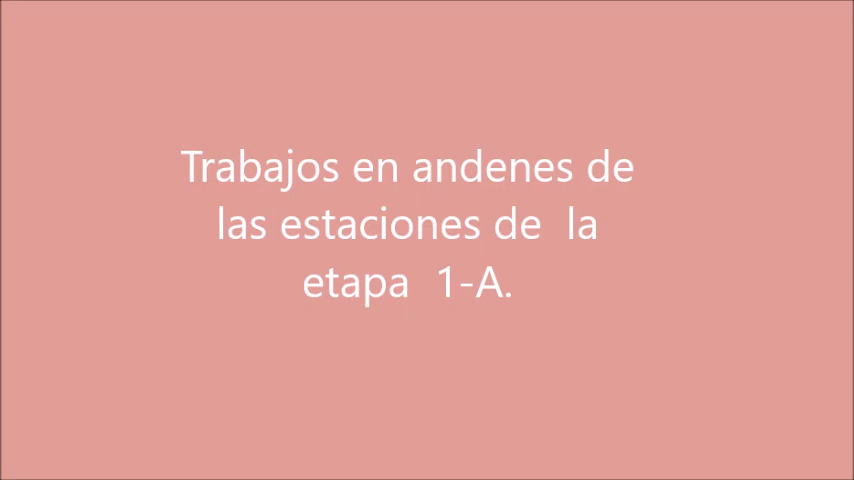 Trabajos en andenes de
las estaciones de  la
etapa  1-A.